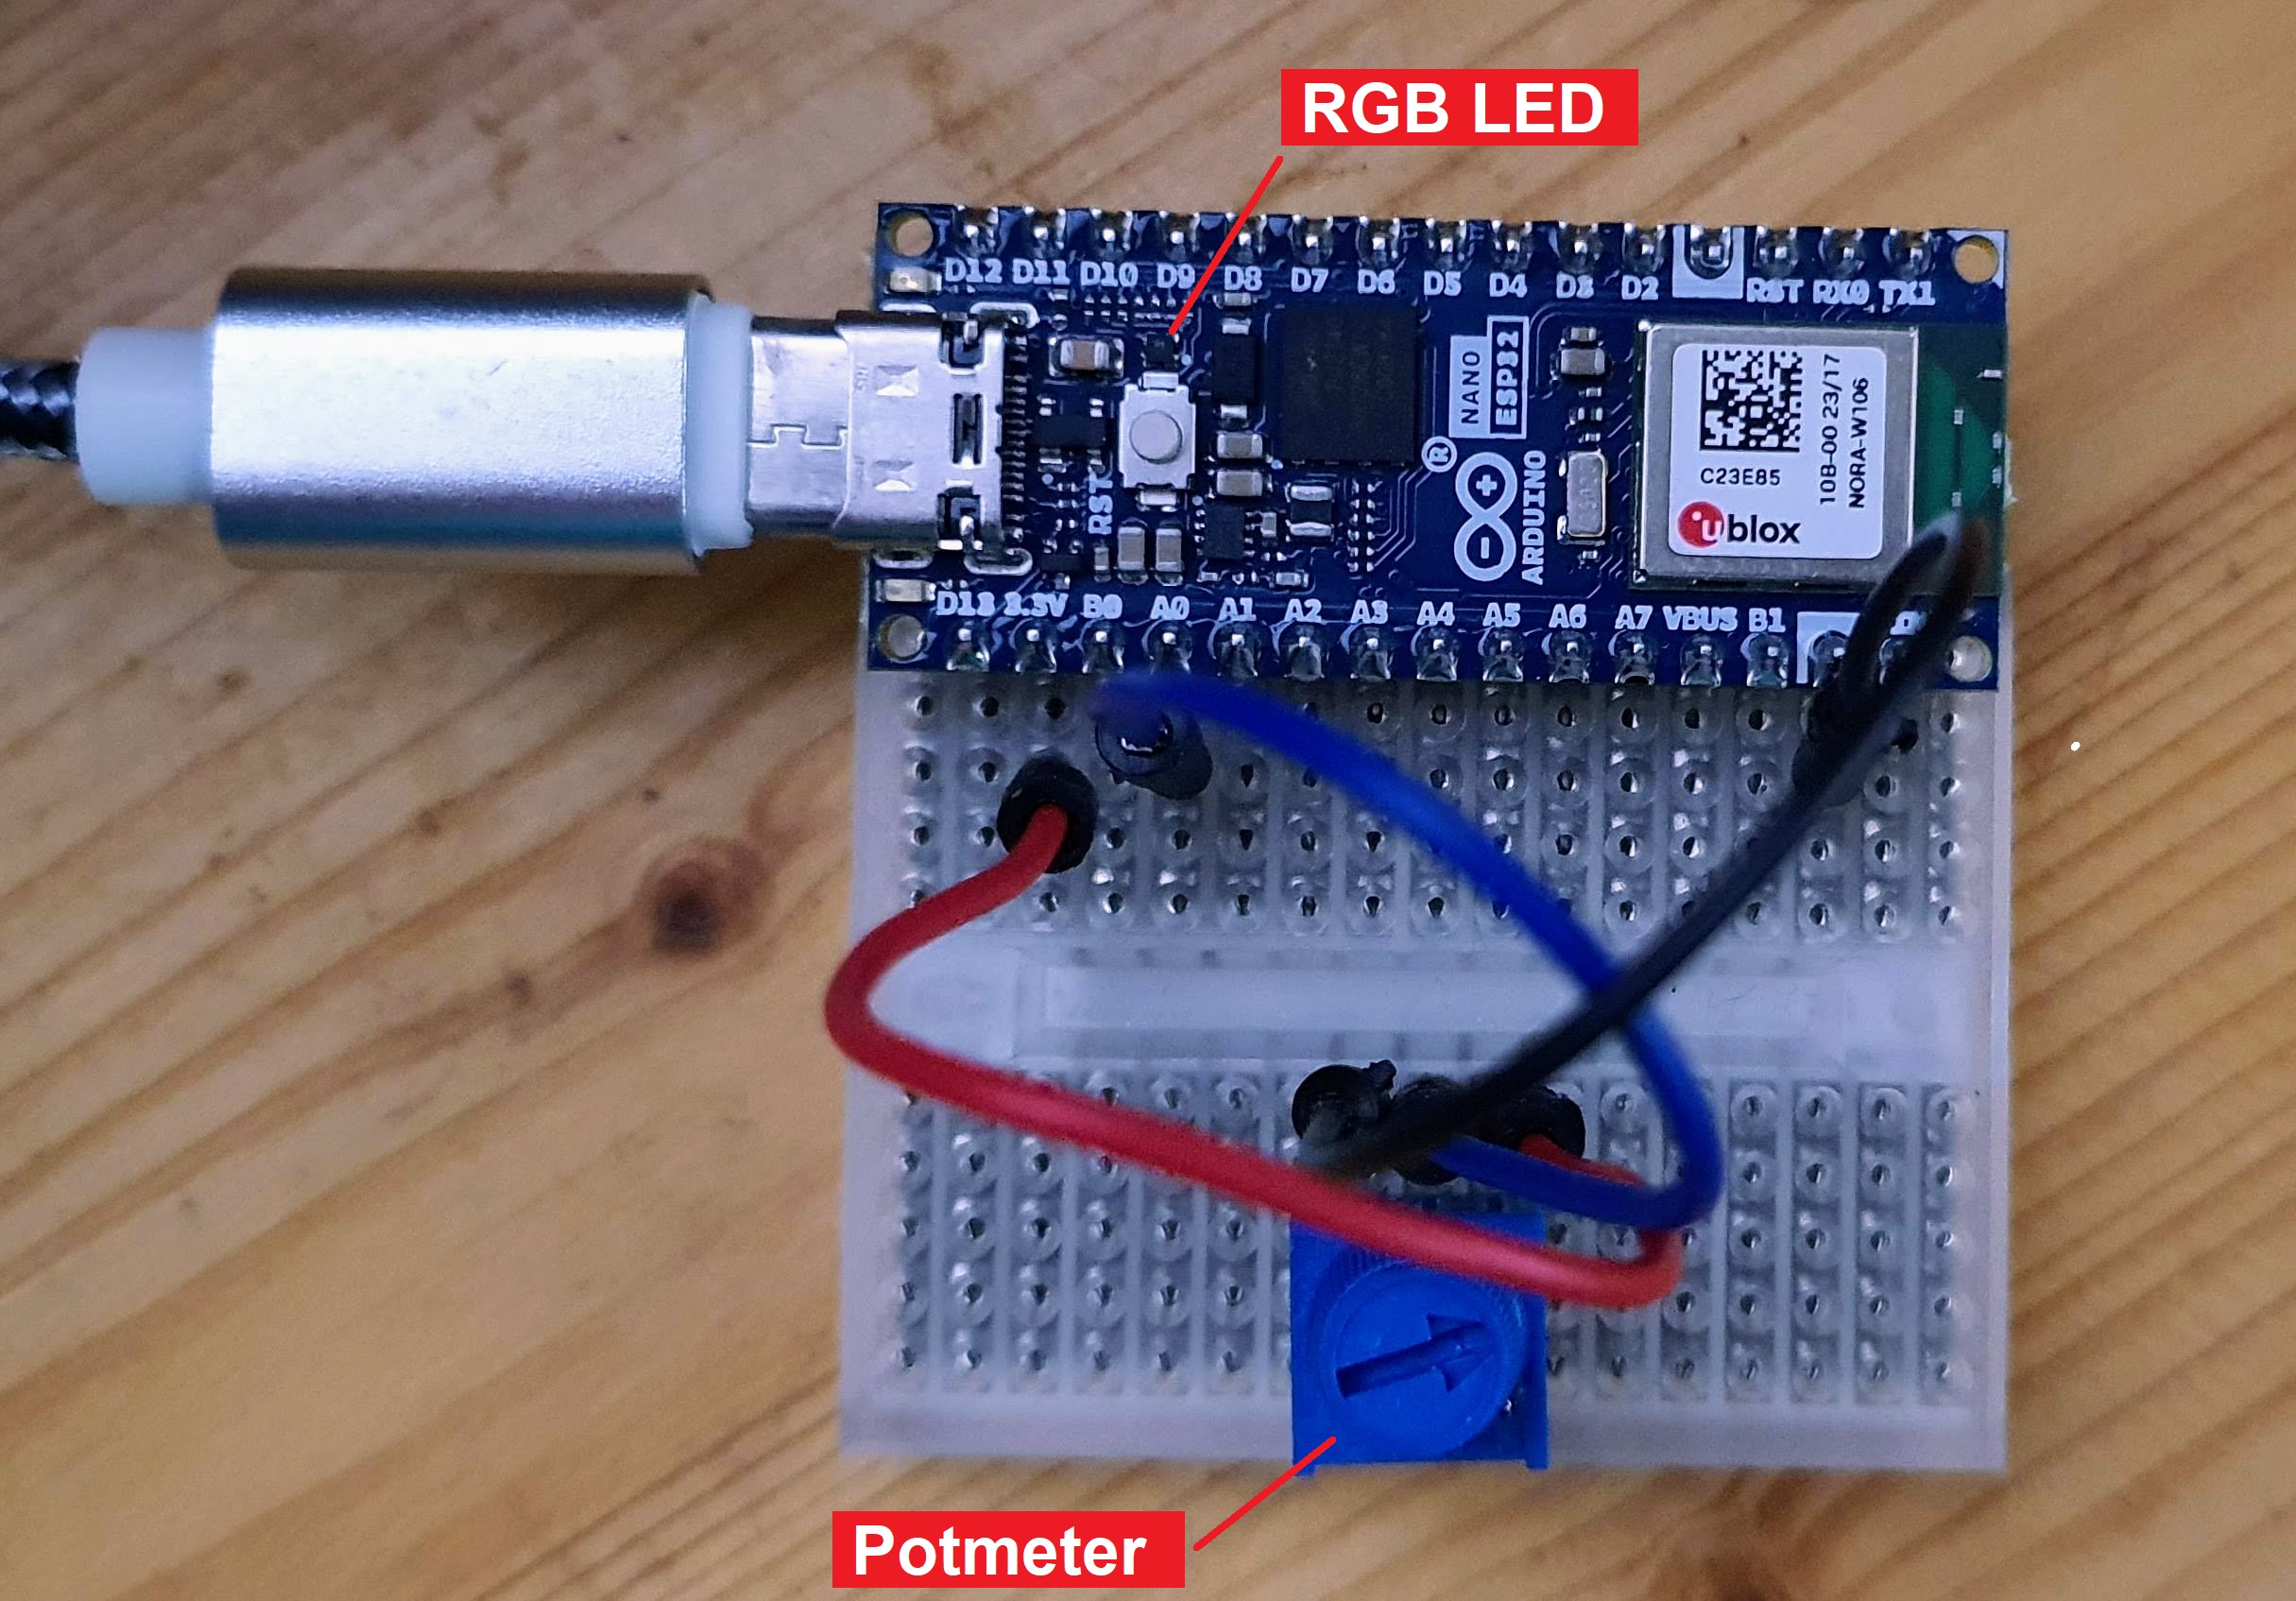 RGB LED
D12 D11 D10 D9 D8 D7 D6 D5 D4 D3 D2 RST RX0 TX1
NANO
ESP32
®
ARDUINO
RST
C23E85
ublox
10B-00 23/17
NORA-W106
D13 3.3V B0 A0 A1 A2 A3 A4 A5 A6 A7 VBUS B1
Potmeter